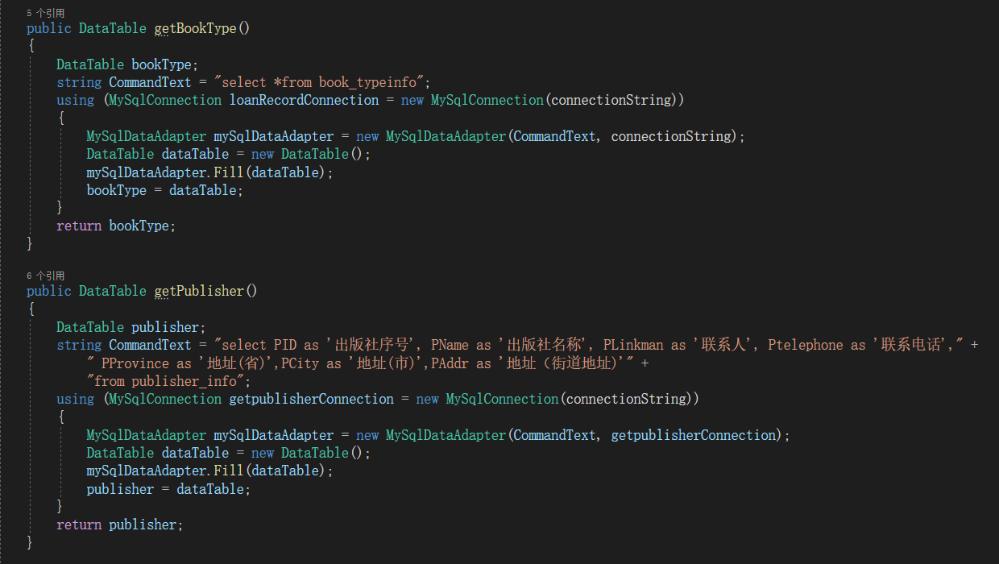 5 个引用
public DataTable getBookType()
{
DataTable bookType;
string CommandText = "select *from book_typeinfo";
using (MySqlConnection loanRecordConnection = new MySqlConnection(connectionString))
{
MySqlDataAdapter mySqlDataAdapter = new MySqlDataAdapter(CommandText, connectionString);
DataTable dataTable = new DataTable();
mySqlDataAdapter.Fill(dataTable);
bookType = dataTable;
}
return bookType;
}
6 个引用
public DataTable getPublisher()
{
DataTable publisher;
string CommandText = "select PID as '出版社序号', PName as '出版社名称', PLinkman as '联系人', Ptelephone as '联系电话'," +
" PProvince as '地址(省)',PCity as '地址(市)',PAddr as '地址（街道地址)'" +
"from publisher_info";
using (MySqlConnection getpublisherConnection = new MySqlConnection(connectionString))
{
MySqlDataAdapter mySqlDataAdapter = new MySqlDataAdapter(CommandText, getpublisherConnection);
DataTable dataTable = new DataTable();
mySqlDataAdapter.Fill(dataTable);
publisher = dataTable;
}
return publisher;
}